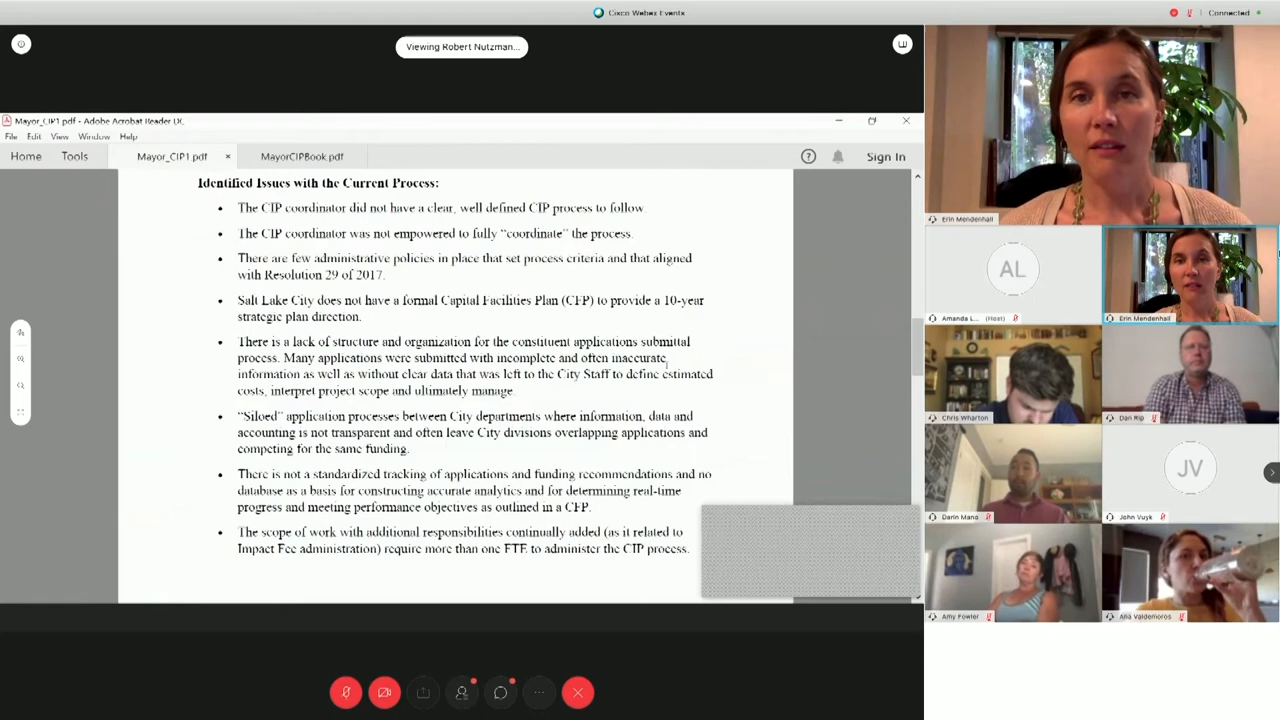 Cisco Webex Events
Connected
Viewing Robert Nutzman...
Mayor_CIP1.pdf - Adobe Acrobat Reader DC
File Edit View Window Help
Home Tools Mayor_CIP1.pdf × MayorCIPBook.pdf Sign In
Identified Issues with the Current Process:
• The CIP coordinator did not have a clear, well defined CIP process to follow.
• The CIP coordinator was not empowered to fully "coordinate" the process.
• There are few administrative policies in place that set process criteria and that aligned
with Resolution 29 of 2017.
• Salt Lake City does not have a formal Capital Facilities Plan (CFP) to provide a 10-year
strategic plan direction.
• There is a lack of structure and organization for the constituent applications submittal
process. Many applications were submitted with incomplete and often inaccurate
information as well as without clear data that was left to the City Staff to define estimated
costs, interpret project scope and ultimately manage.
• "Siloed" application processes between City departments where information, data and
accounting is not transparent and often leave City divisions overlapping applications and
competing for the same funding.
• There is not a standardized tracking of applications and funding recommendations and no
database as a basis for constructing accurate analytics and for determining real-time
progress and meeting performance objectives as outlined in a CFP.
• The scope of work with additional responsibilities continually added (as it related to
Impact Fee administration) require more than one FTE to administer the CIP process.
Erin Mendenhall
AL
Amanda L... (Host)
Erin Mendenhall
Chris Wharton
Dan Rip
Darin Mano
JV
John Vuyk
Amy Fowler
Ana Valdemoros